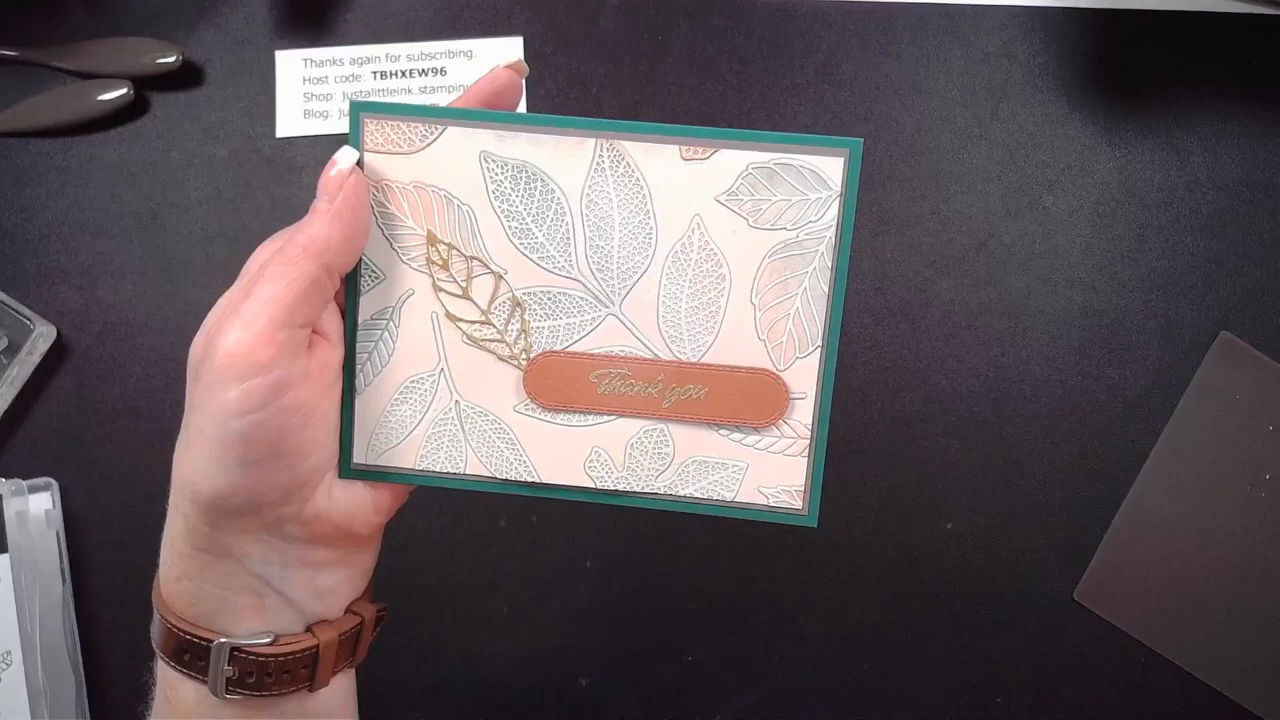 Thanks again for subscribing.
Host code: TBHXEW96
Shop: justalittleink.stampin
Blog: ju
Thank you